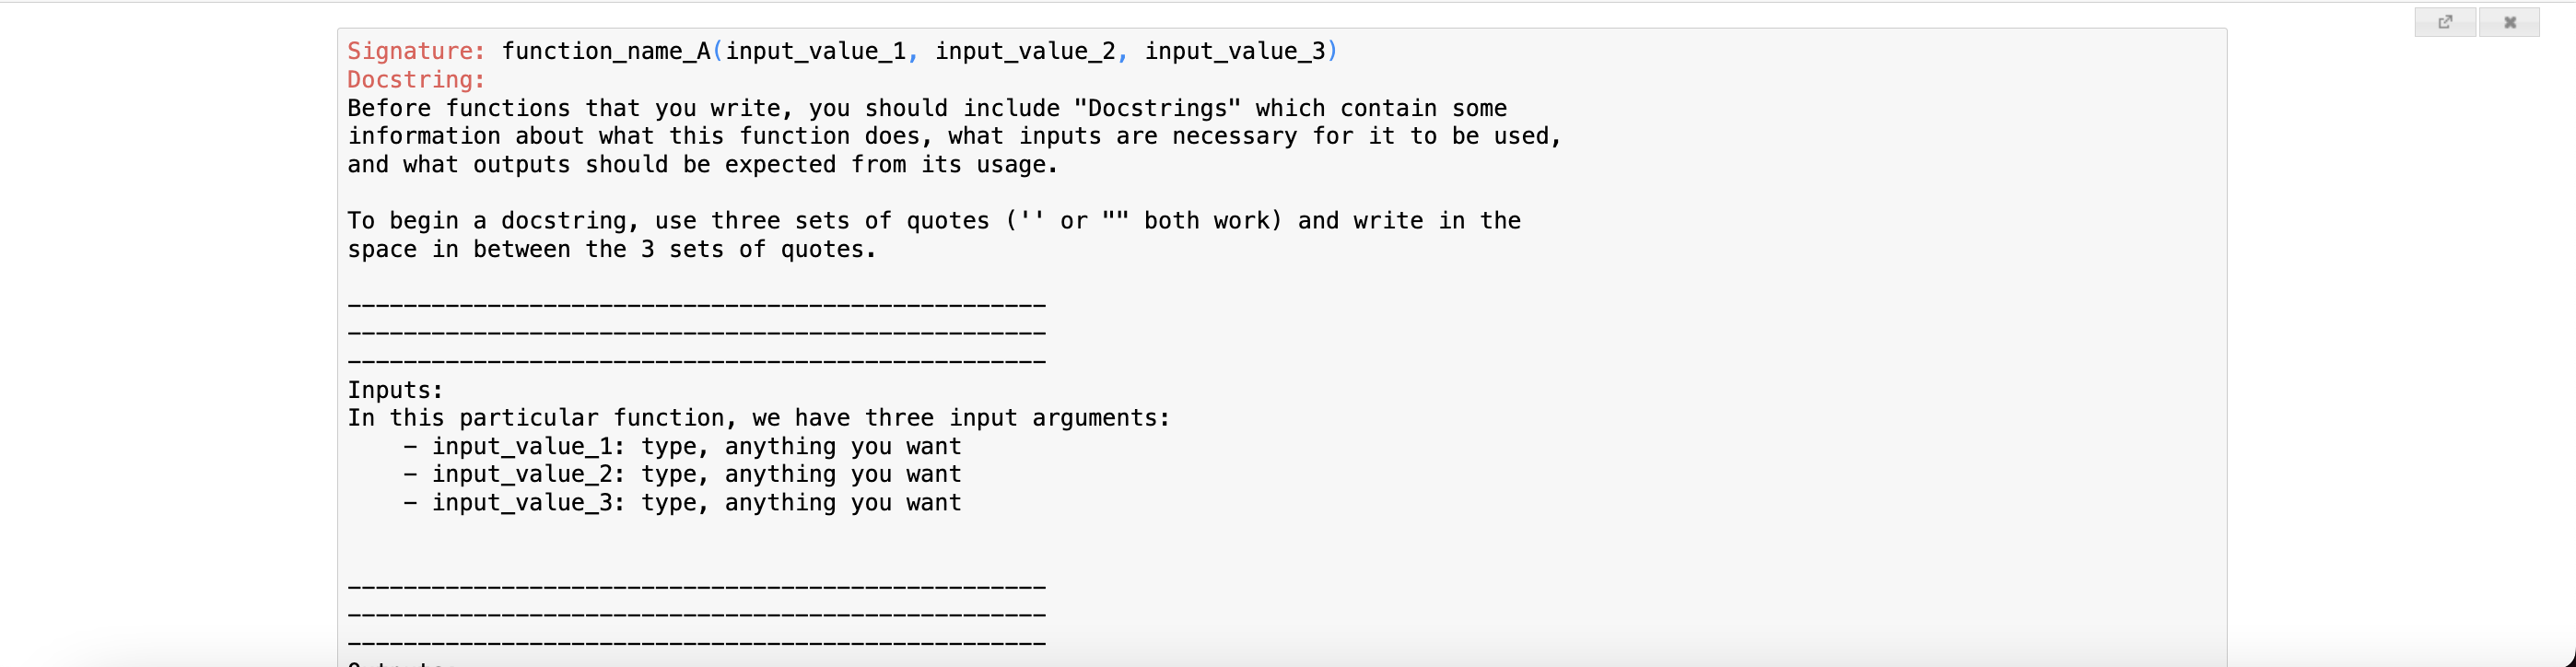 Signature: function_name_A(input_value_1, input_value_2, input_value_3)
Docstring:
Before functions that you write, you should include "Docstrings" which contain some
information about what this function does, what inputs are necessary for it to be used,
and what outputs should be expected from its usage.
To begin a docstring, use three sets of quotes ('' or "" both work) and write in the
space in between the 3 sets of quotes.
--------------------------------------------------
--------------------------------------------------
--------------------------------------------------
Inputs:
In this particular function, we have three input arguments:
    - input_value_1: type, anything you want
    - input_value_2: type, anything you want
    - input_value_3: type, anything you want
--------------------------------------------------
--------------------------------------------------
--------------------------------------------------